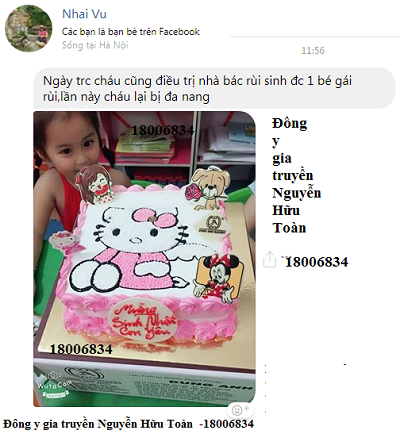 Nhai Vu
Các bạn là bạn bè trên Facebook
Sống tại Hà Nội
11:56
Ngày trc cháu cũng điều trị nhà bác rùi sinh đc 1 bé gái
rùi,lần này cháu lại bị đa nang
18006834
Đông
y
gia
truyền
Nguyễn
Hữu
Toàn
18006834
Mừng
Sinh Nhật
Con Yêu
18006834
WutaCam
Đông y gia truyền Nguyễn Hữu Toàn -18006834